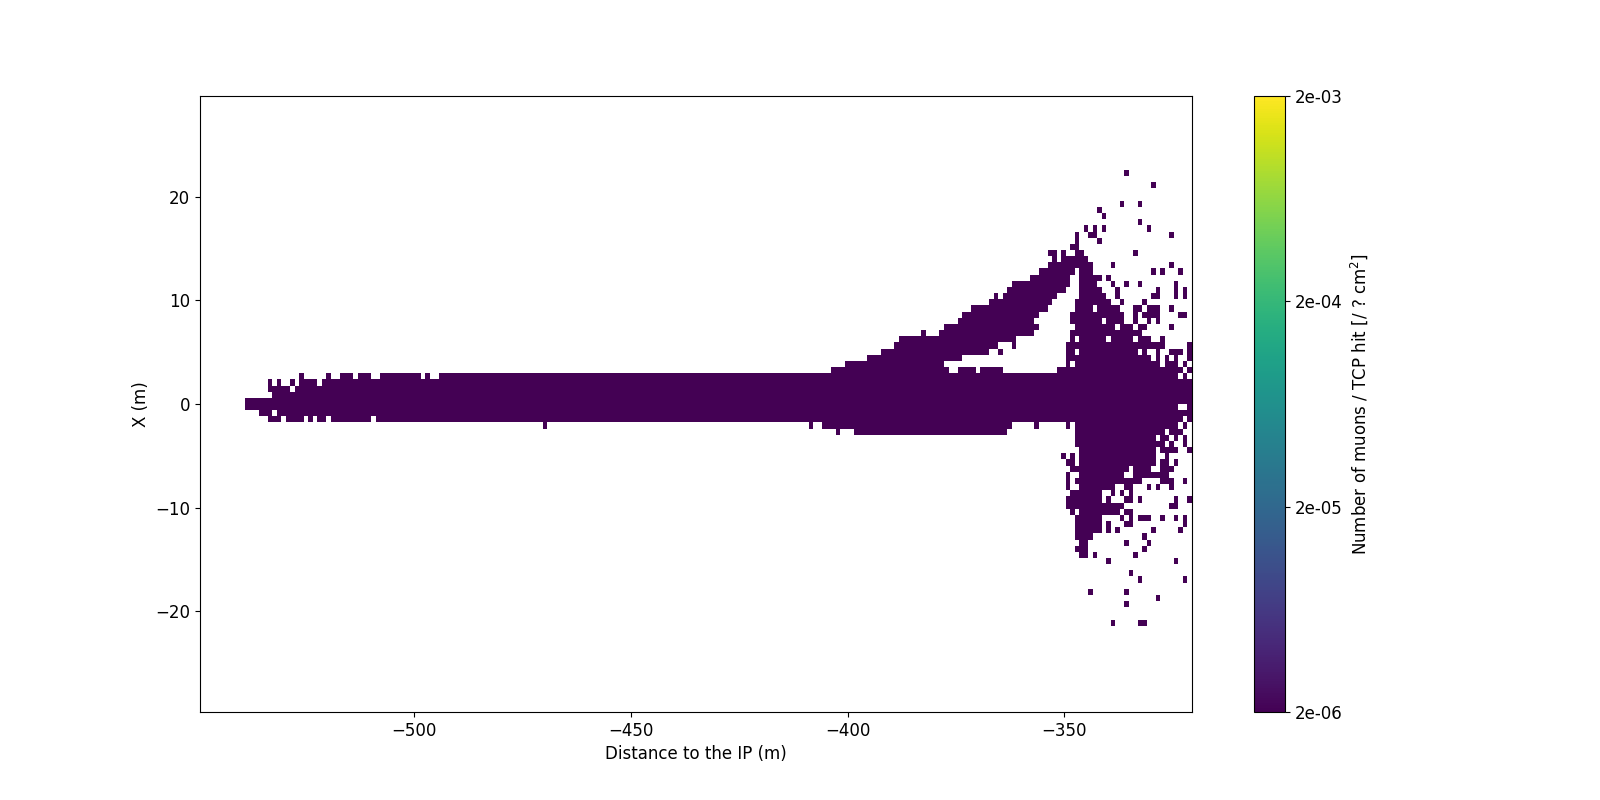 20
10
0
−10
−20
X (m)
−500
−450
−400
−350
Distance to the IP (m)
2e-03
2e-04
2e-05
2e-06
Number of muons / TCP hit [/ ? cm²]